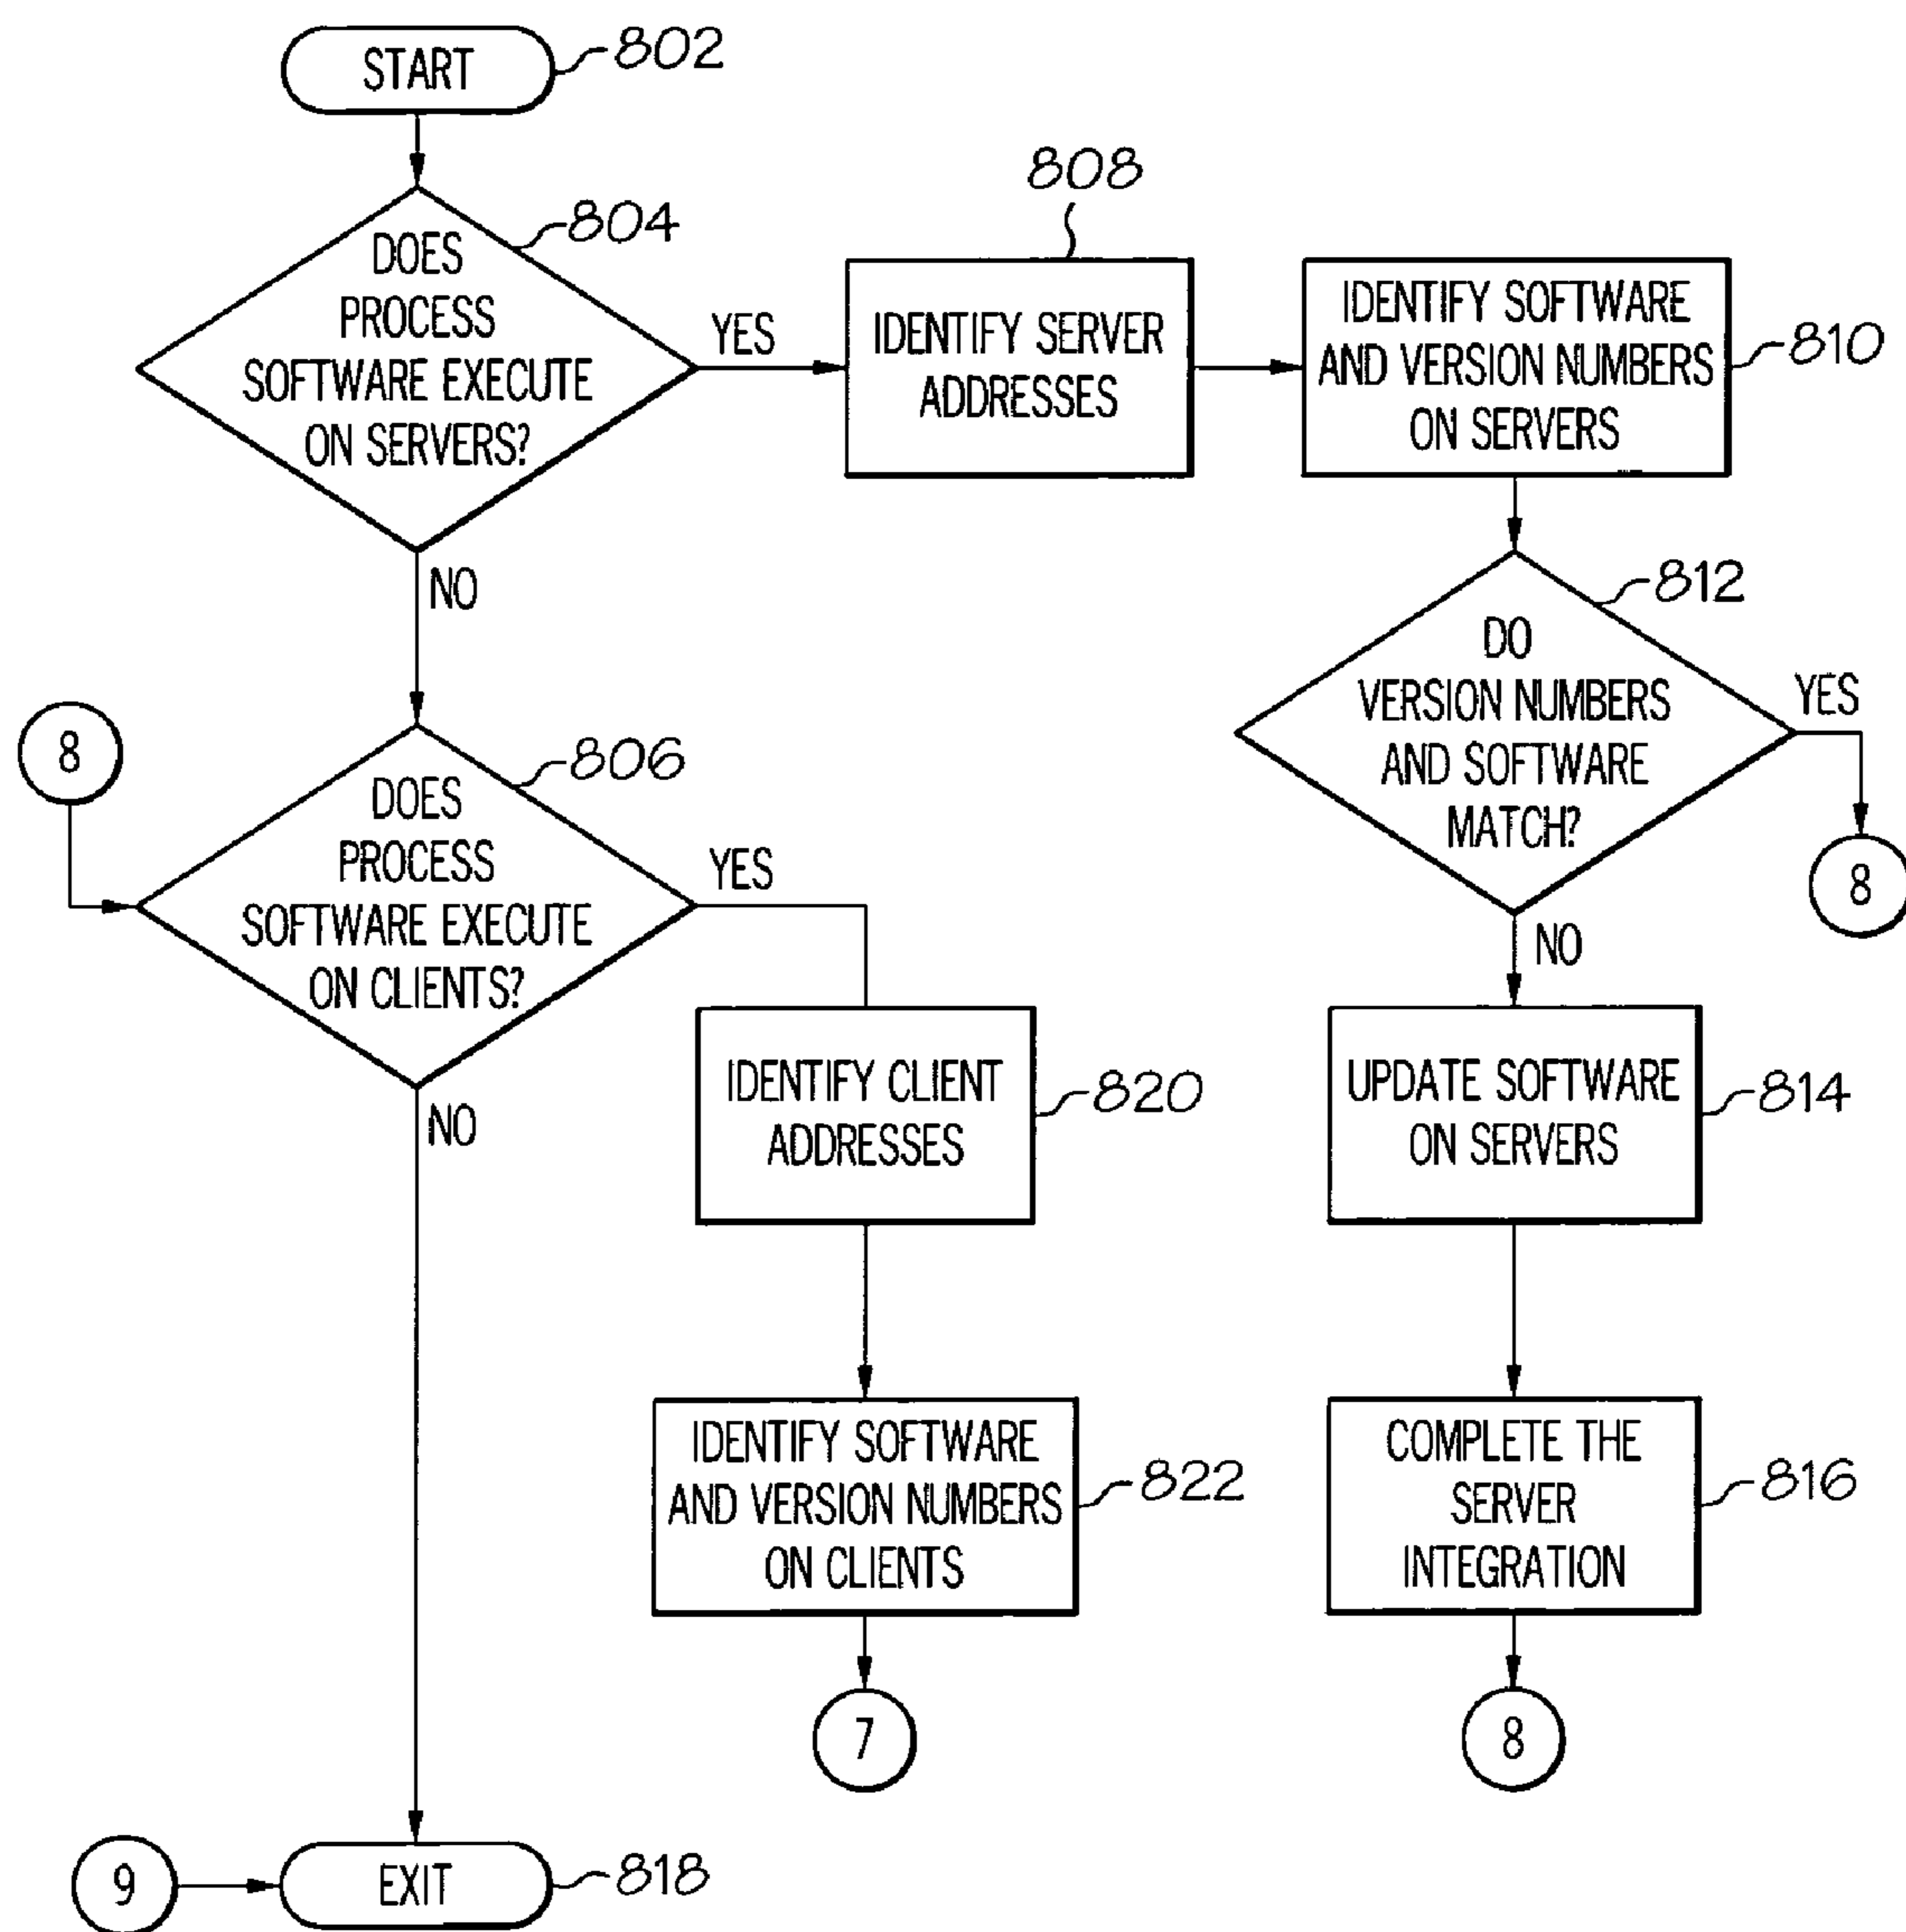 START
802
DOES
PROCESS
SOFTWARE EXECUTE
ON SERVERS?
804
YES
NO
808
IDENTIFY SERVER
ADDRESSES
IDENTIFY SOFTWARE
AND VERSION NUMBERS
ON SERVERS
810
DO
VERSION NUMBERS
AND SOFTWARE
MATCH?
812
YES
8
NO
8
DOES
PROCESS
SOFTWARE EXECUTE
ON CLIENTS?
806
YES
NO
IDENTIFY CLIENT
ADDRESSES
820
UPDATE SOFTWARE
ON SERVERS
814
IDENTIFY SOFTWARE
AND VERSION NUMBERS
ON CLIENTS
822
COMPLETE THE
SERVER
INTEGRATION
816
7
8
9
EXIT
818